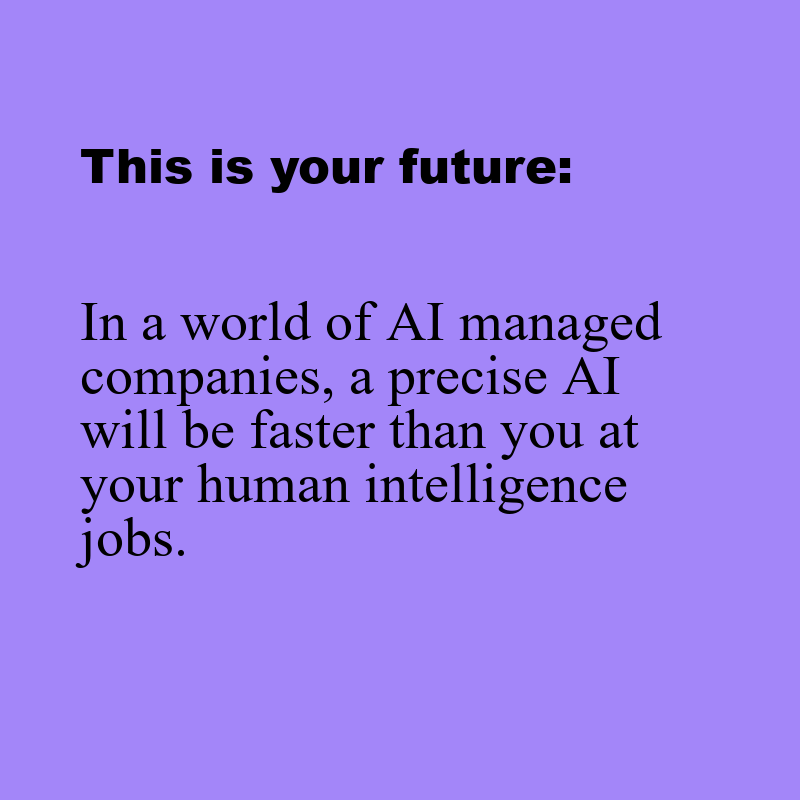 This is your future:
In a world of AI managed
companies, a precise AI
will be faster than you at
your human intelligence
jobs.